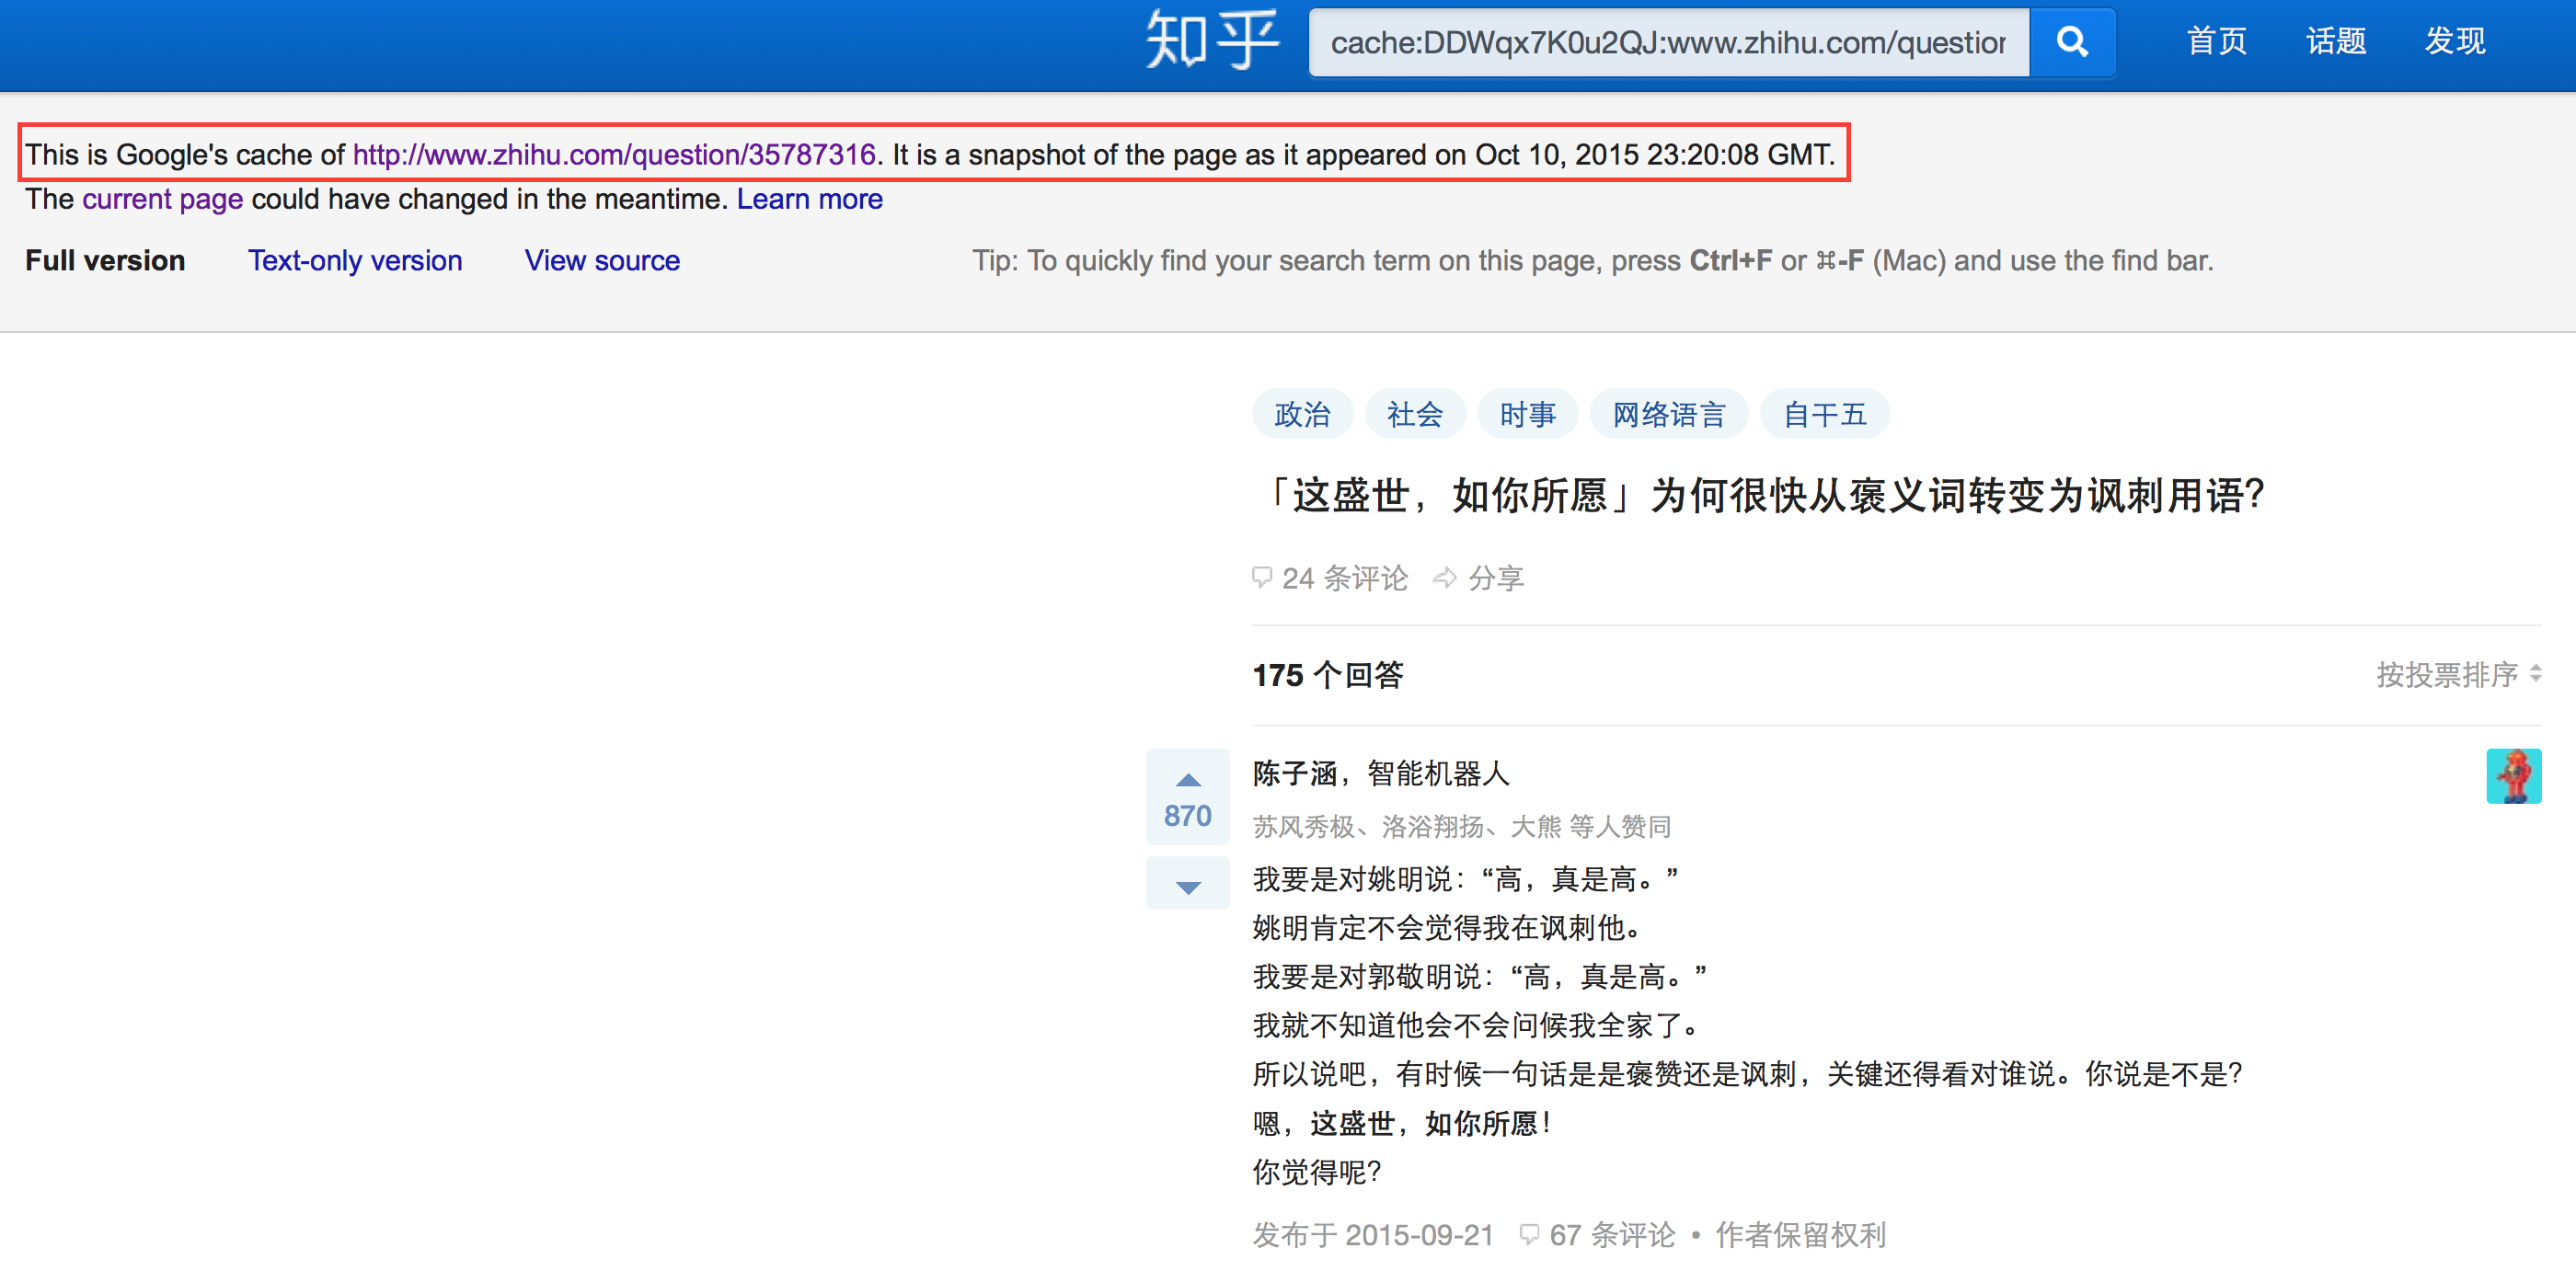 知乎 cache:DDWqx7K0u2QJ:www.zhihu.com/question 首页 话题 发现
This is Google's cache of http://www.zhihu.com/question/35787316. It is a snapshot of the page as it appeared on Oct 10, 2015 23:20:08 GMT.
The current page could have changed in the meantime. Learn more
Full version Text-only version View source Tip: To quickly find your search term on this page, press Ctrl+F or ⌘-F (Mac) and use the find bar.
政治 社会 时事 网络语言 自干五
「这盛世，如你所愿」为何很快从褒义词转变为讽刺用语？
24 条评论 分享
175 个回答 按投票排序
870
陈子涵，智能机器人
苏风秀极、洛浴翔扬、大熊 等人赞同
我要是对姚明说：“高，真是高。”
姚明肯定不会觉得我在讽刺他。
我要是对郭敬明说：“高，真是高。”
我就不知道他会不会问候我全家了。
所以说吧，有时候一句话是是褒赞还是讽刺，关键还得看对谁说。你说是不是？
嗯，这盛世，如你所愿！
你觉得呢？
发布于 2015-09-21 67 条评论 • 作者保留权利